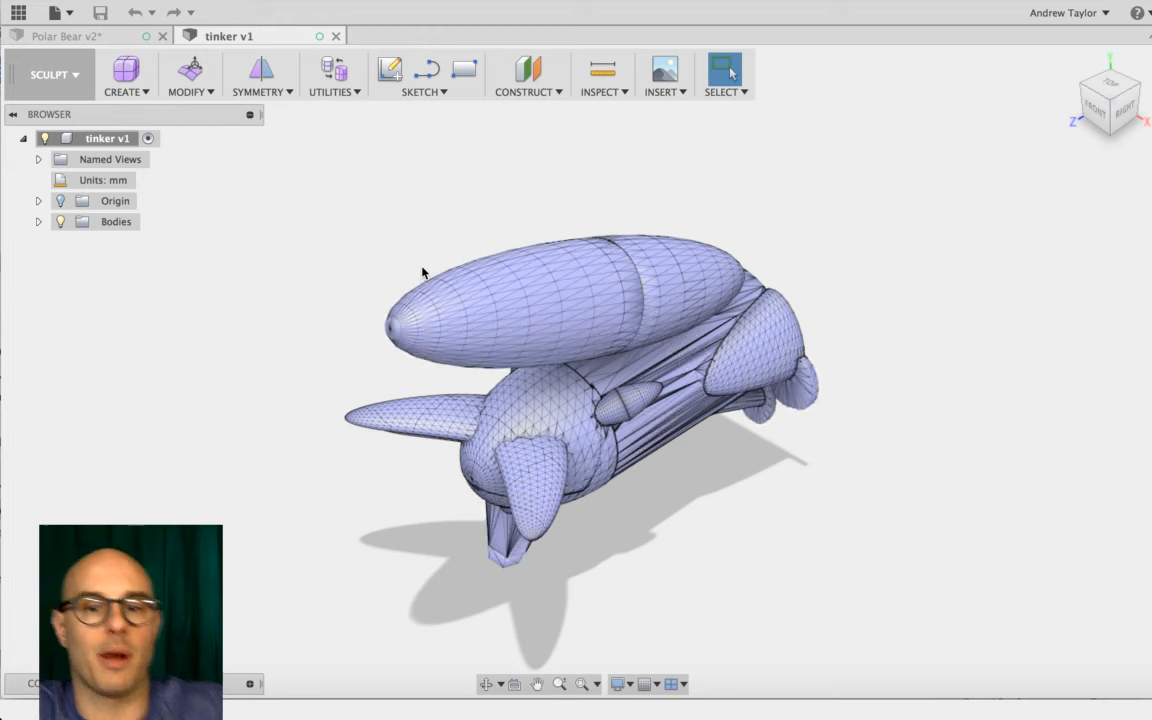 Andrew Taylor
Polar Bear v2*
tinker v1
SCULPT
CREATE
MODIFY
SYMMETRY
UTILITIES
SKETCH
CONSTRUCT
INSPECT
INSERT
SELECT
TOP
FRONT
RIGHT
Y
Z
X
BROWSER
tinker v1
Named Views
Units: mm
Origin
Bodies